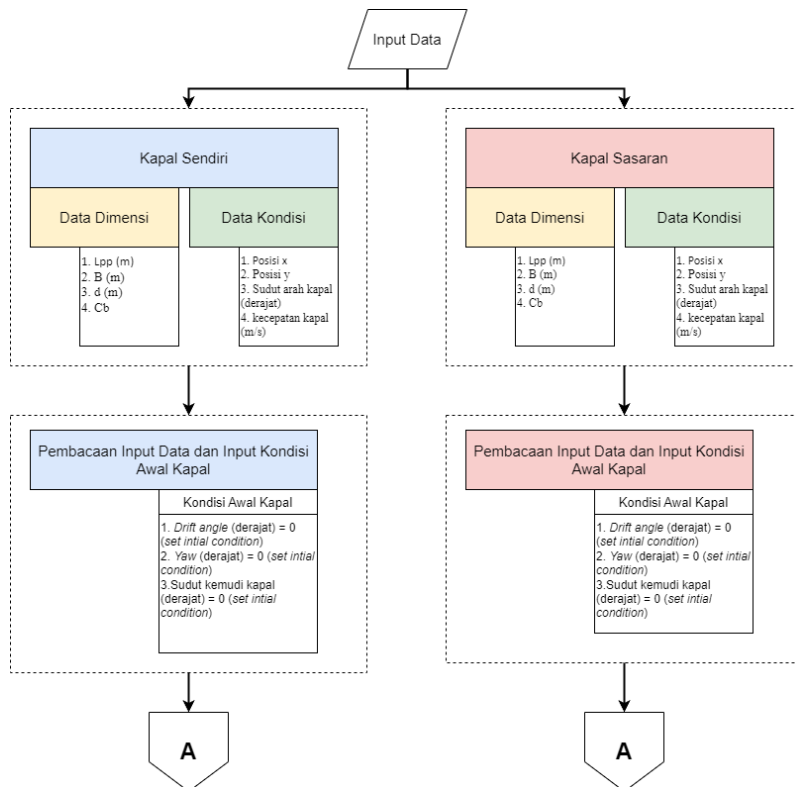 Input Data
Kapal Sendiri
Data Dimensi
Data Kondisi
1. Lpp (m)
2. B (m)
3. d (m)
4. Cb
1. Posisi x
2. Posisi y
3. Sudut arah kapal
(derajat)
4. kecepatan kapal
(m/s)
Kapal Sasaran
Data Dimensi
Data Kondisi
1. Lpp (m)
2. B (m)
3. d (m)
4. Cb
1. Posisi x
2. Posisi y
3. Sudut arah kapal
(derajat)
4. kecepatan kapal
(m/s)
Pembacaan Input Data dan Input Kondisi
Awal Kapal
Kondisi Awal Kapal
1. Drift angle (derajat) = 0
(set intial condition)
2. Yaw (derajat) = 0 (set intial
condition)
3.Sudut kemudi kapal
(derajat) = 0 (set intial
condition)
Pembacaan Input Data dan Input Kondisi
Awal Kapal
Kondisi Awal Kapal
1. Drift angle (derajat) = 0
(set intial condition)
2. Yaw (derajat) = 0 (set intial
condition)
3.Sudut kemudi kapal
(derajat) = 0 (set intial
condition)
A
A